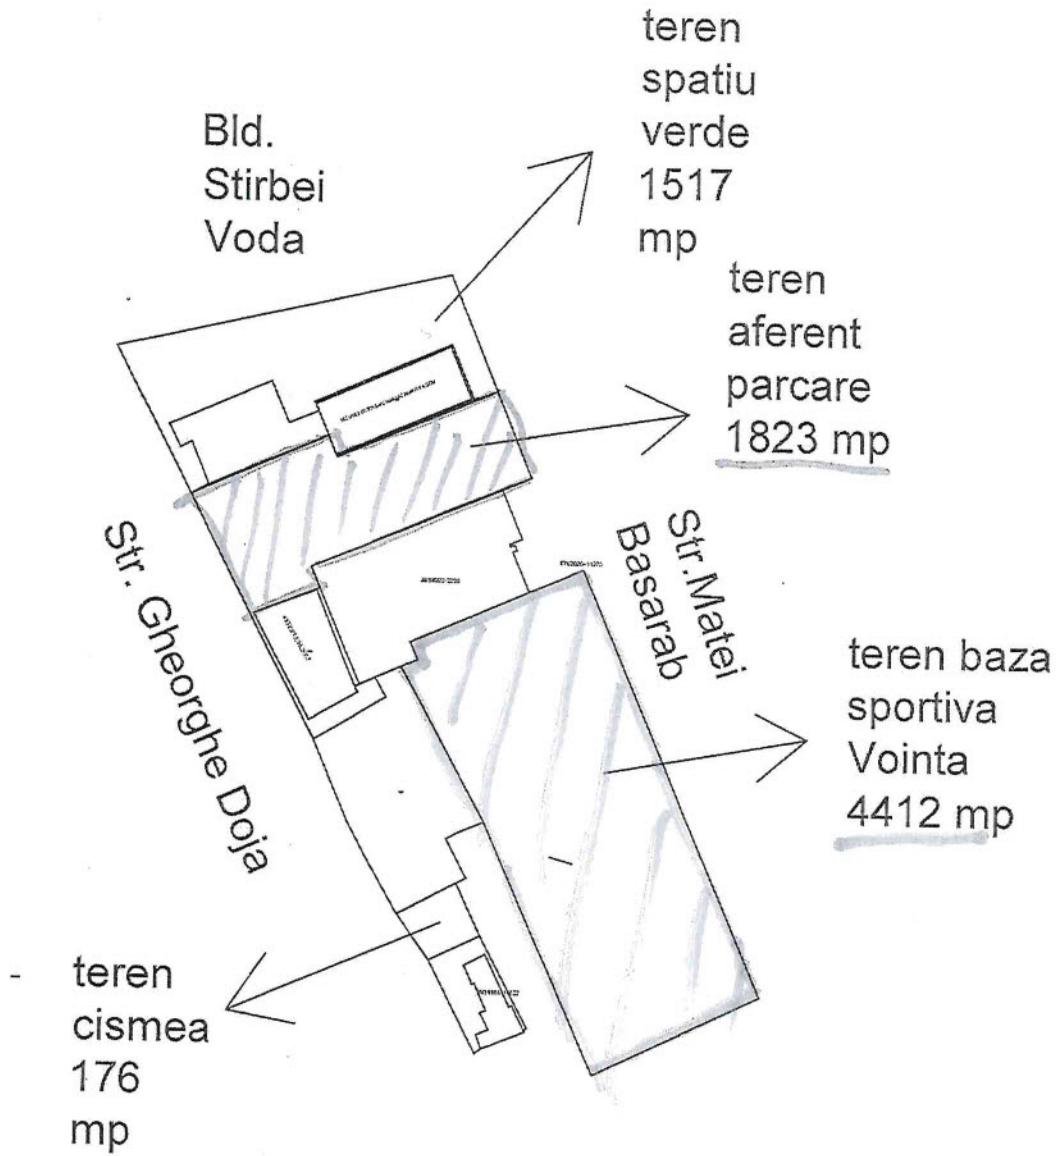 teren
spatiu
verde
1517
mp
Bld.
Stirbei
Voda
teren
aferent
parcare
1823 mp
Str. Gheorghe Doja
Str.Matei
Basarab
teren baza
sportiva
Vointa
4412 mp
- teren
cismea
176
mp